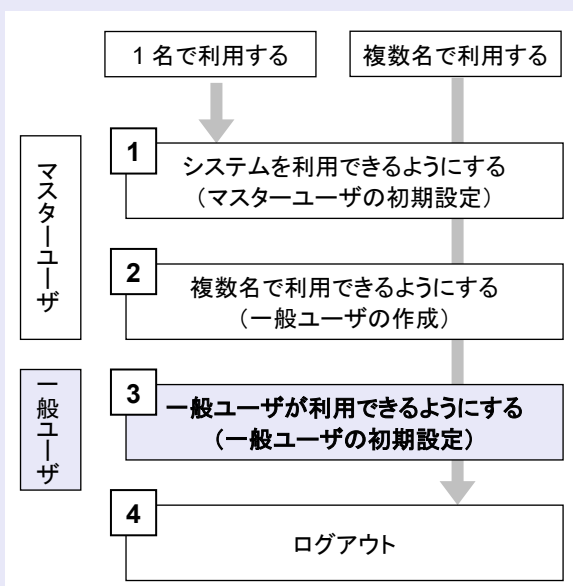 1 名で利用する
複数名で利用する
マスターユーザ
1
システムを利用できるようにする
（マスターユーザの初期設定）
2
複数名で利用できるようにする
（一般ユーザの作成）
一般ユーザ
3
一般ユーザが利用できるようにする
（一般ユーザの初期設定）
4
ログアウト